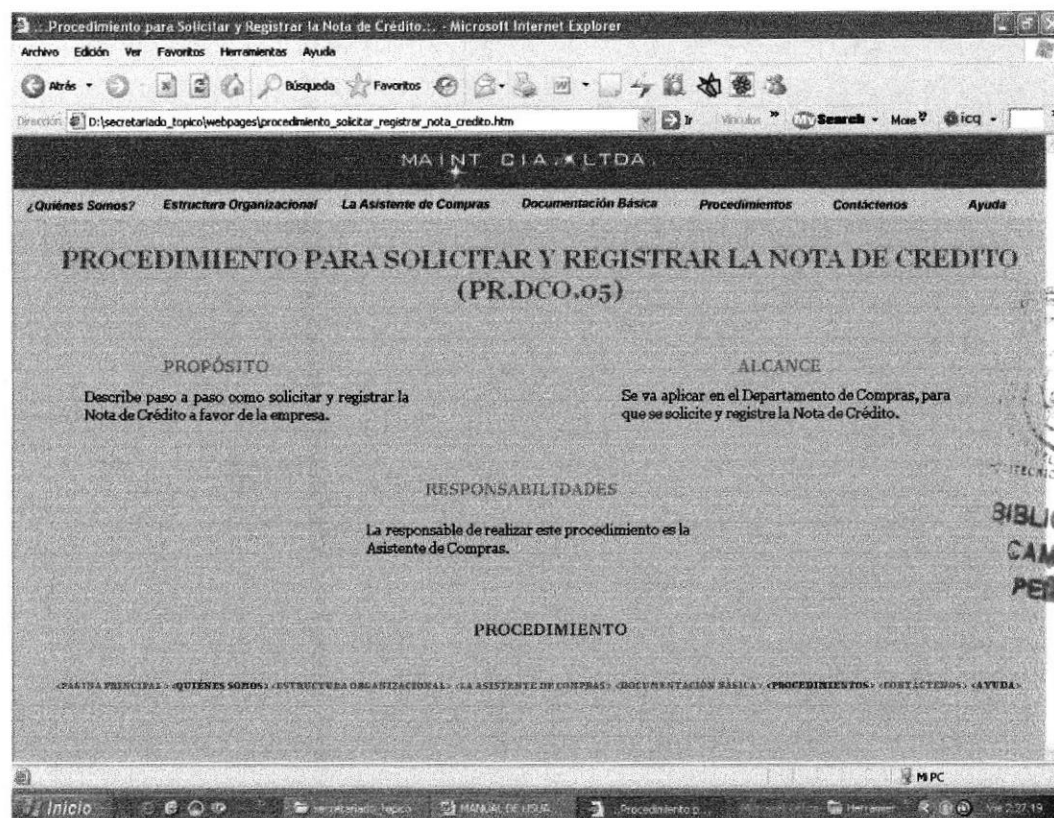 .:.Procedimiento para Solicitar y Registrar la Nota de Crédito.:. - Microsoft Internet Explorer
Archivo Edición Ver Favoritos Herramientas Ayuda
Atrás Búsqueda Favoritos
Dirección D:\secretariado_topico\webpages\procedimiento_solicitar_registrar_nota_credito.htm Ir Vínculos » My Search More icq
MAINT CIA. LTDA.
¿Quiénes Somos? Estructura Organizacional La Asistente de Compras Documentación Básica Procedimientos Contáctenos Ayuda
PROCEDIMIENTO PARA SOLICITAR Y REGISTRAR LA NOTA DE CREDITO
(PR.DCO.05)
PROPÓSITO
Describe paso a paso como solicitar y registrar la
Nota de Crédito a favor de la empresa.
ALCANCE
Se va aplicar en el Departamento de Compras, para
que se solicite y registre la Nota de Crédito.
RESPONSABILIDADES
La responsable de realizar este procedimiento es la
Asistente de Compras.
PROCEDIMIENTO
<PÁGINA PRINCIPAL> <QUIÉNES SOMOS> <ESTRUCTURA ORGANIZACIONAL> <LA ASISTENTE DE COMPRAS> <DOCUMENTACIÓN BÁSICA> <PROCEDIMIENTOS> <CONTÁCTENOS> <AYUDA>
BIBLI
CAM
PE
Mi PC
Inicio secretariado_topico MANUAL DE USUA... .:.Procedimiento p...